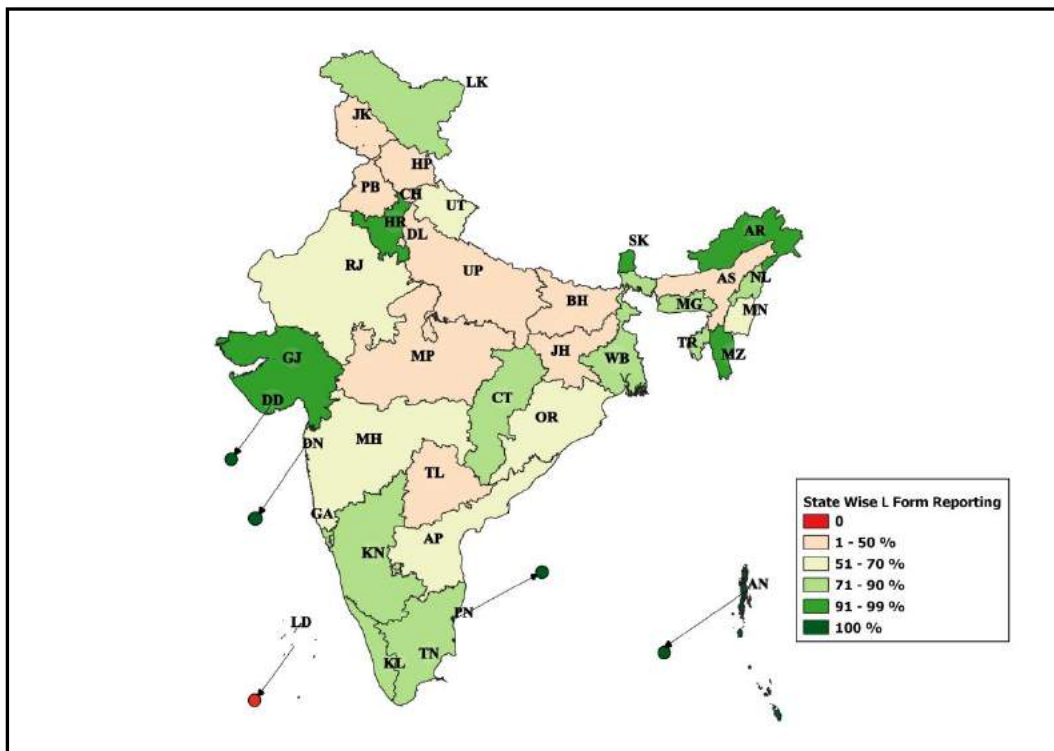 LK
JK
HP
PB
CH
UT
HR
DL
SK
AR
RJ
UP
AS
NL
BH
MG
MN
GJ
MP
JH
TR
WB
MZ
DD
CT
OR
DN
MH
TL
GA
KN
AP
AN
PN
LD
KL
TN
State Wise L Form Reporting
0
1 - 50 %
51 - 70 %
71 - 90 %
91 - 99 %
100 %